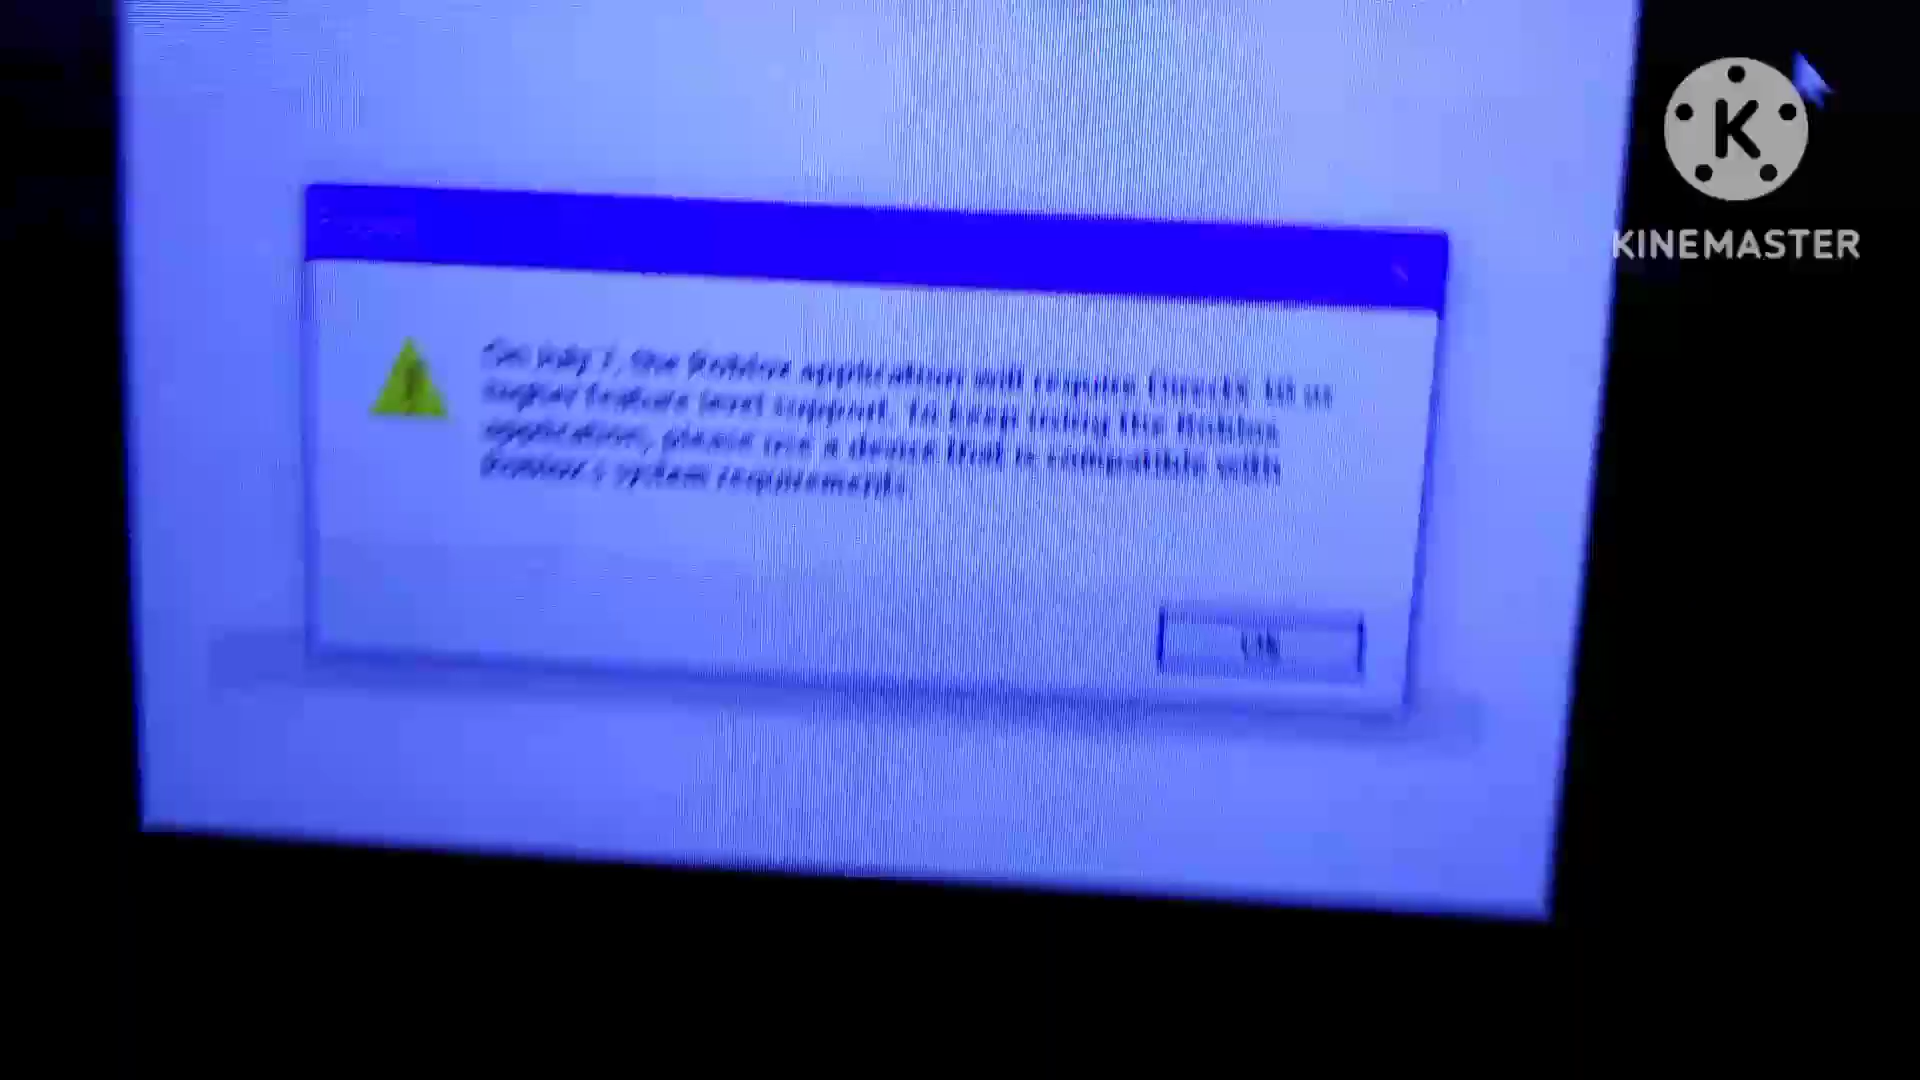 KINEMASTER
On July 1, the Roblox application will require DirectX 10 or
higher feature level support. To keep using the Roblox
application, please use a device that is compatible with
Roblox's system requirements.
OK